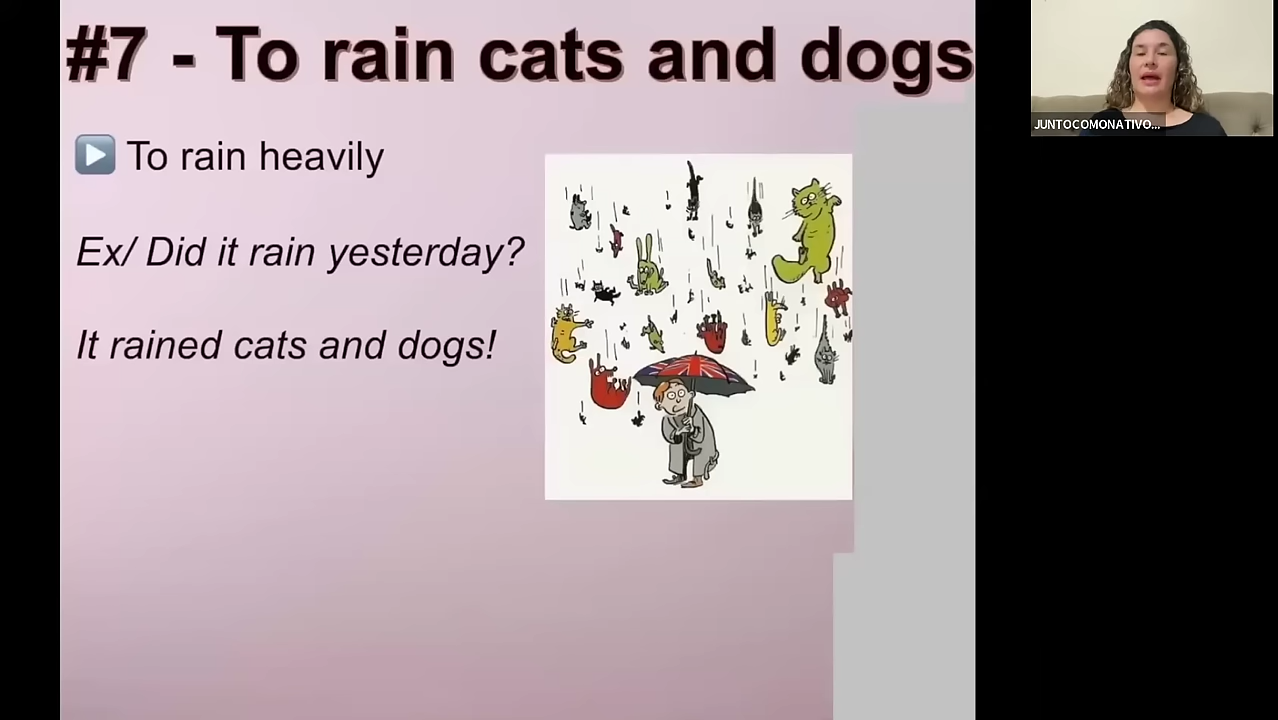 #7 - To rain cats and dogs
To rain heavily
Ex/ Did it rain yesterday?
It rained cats and dogs!
JUNTOCOMONATIVO...